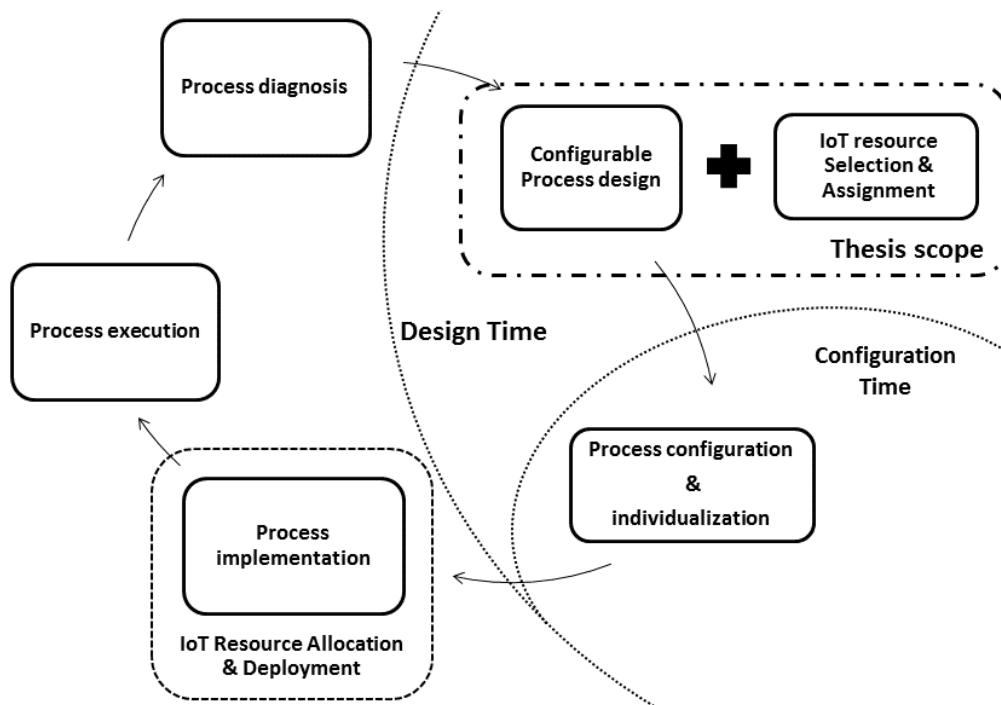 Process diagnosis
Configurable
Process design
IoT resource
Selection &
Assignment
Thesis scope
Process execution
Design Time
Configuration
Time
Process configuration
&
individualization
Process
implementation
IoT Resource Allocation
& Deployment